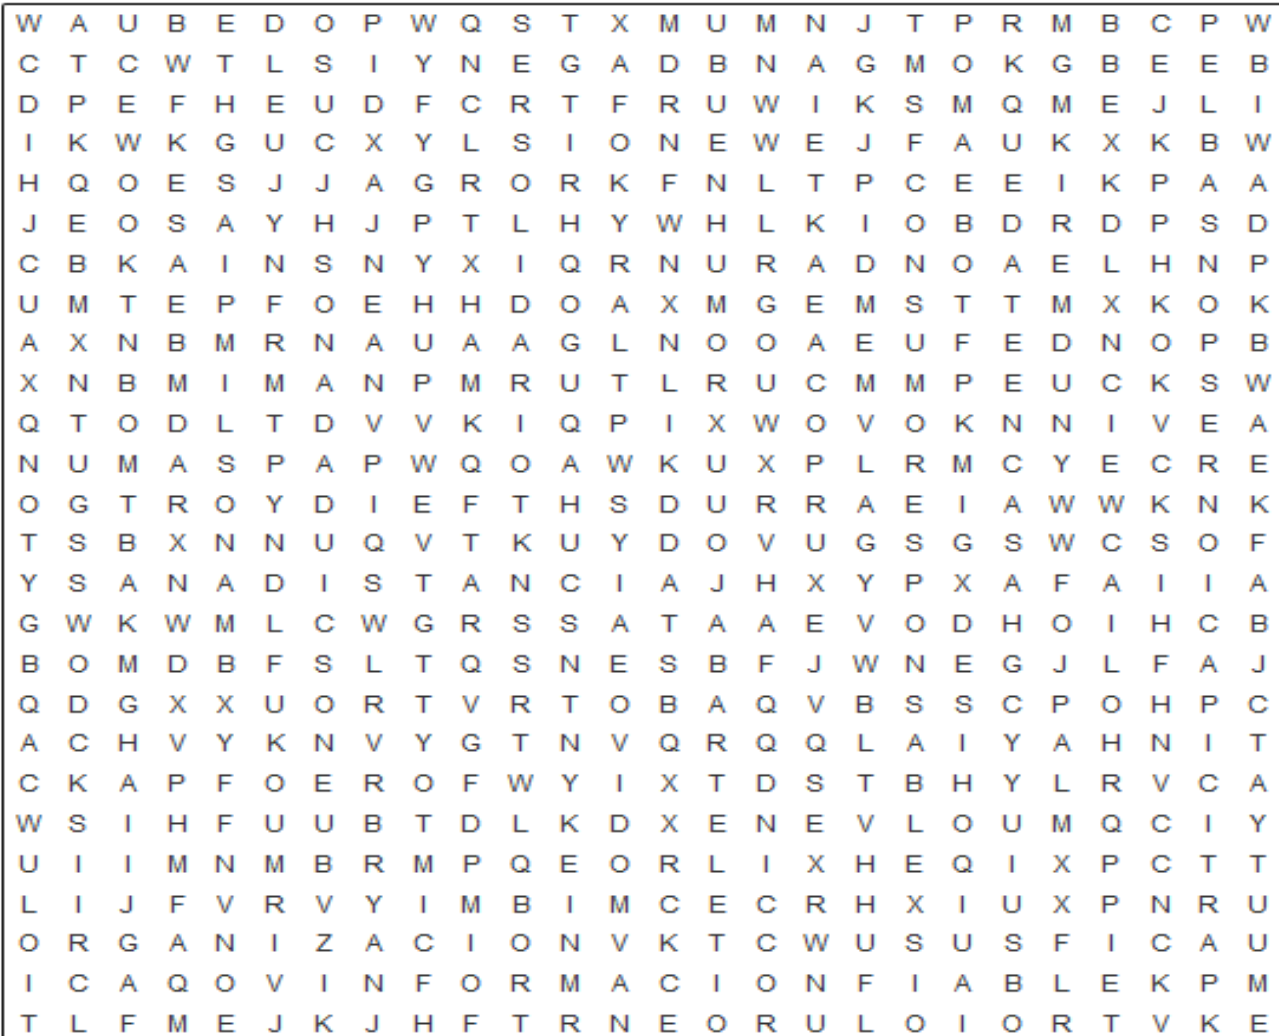 W A U B E D O P W Q S T X M U M N J T P R M B C P W
C T C W T L S I Y N E G A D B N A G M O K G B E E B
D P E F H E U D F C R T F R U W I K S M Q M E J L I
I K W K G U C X Y L S I O N E W E J F A U K X K B W
H Q O E S J J A G R O R K F N L T P C E E I K P A A
J E O S A Y H J P T L H Y W H L K I O B D R D P S D
C B K A I N S N Y X I Q R N U R A D N O A E L H N P
U M T E P F O E H H D O A X M G E M S T T M X K O K
A X N B M R N A U A A G L N O O A E U F E D N O P B
X N B M I M A N P M R U T L R U C M M P E U C K S W
Q T O D L T D V V K I Q P I X W O V O K N N I V E A
N U M A S P A P W Q O A W K U X P L R M C Y E C R E
O G T R O Y D I E F T H S D U R R A E I A W W K N K
T S B X N N U Q V T K U Y D O V U G S G S W C S O F
Y S A N A D I S T A N C I A J H X Y P X A F A I I A
G W K W M L C W G R S S A T A A E V O D H O I H C B
B O M D B F S L T Q S N E S B F J W N E G J L F A J
Q D G X X U O R T V R T O B A Q V B S S C P O H P C
A C H V Y K N V Y G T N V Q R Q Q L A I Y A H N I T
C K A P F O E R O F W Y I X T D S T B H Y L R V C A
W S I H F U U B T D L K D X E N E V L O U M Q C I Y
U I I M N M B R M P Q E O R L I X H E Q I X P C T T
L I J F V R V Y I M B I M C E C R H X I U X P N R U
O R G A N I Z A C I O N V K T C W U S U S F I C A U
I C A Q O V I N F O R M A C I O N F I A B L E K P M
T L F M E J K J H F T R N E O R U L O I O R T V K E